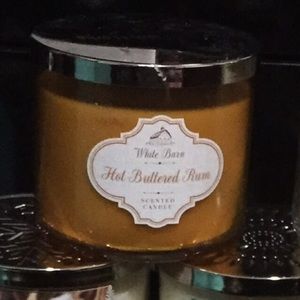 White Barn
Hot Buttered Rum
SCENTED
CANDLE